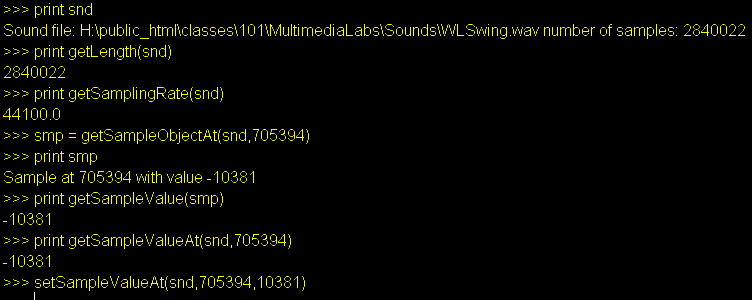 >>> print snd
Sound file: H:\public_html\classes\101\MultimediaLabs\Sounds\WLSwing.wav number of samples: 2840022
>>> print getLength(snd)
2840022
>>> print getSamplingRate(snd)
44100.0
>>> smp = getSampleObjectAt(snd,705394)
>>> print smp
Sample at 705394 with value -10381
>>> print getSampleValue(smp)
-10381
>>> print getSampleValueAt(snd,705394)
-10381
>>> setSampleValueAt(snd,705394,10381)